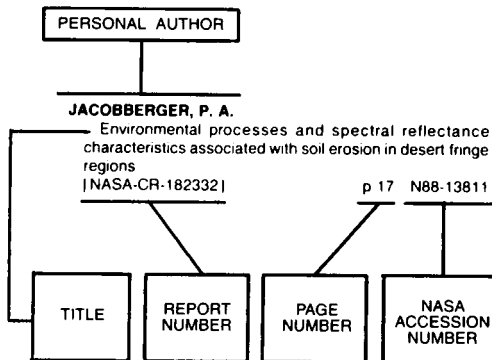 PERSONAL AUTHOR
JACOBBERGER, P. A.
Environmental processes and spectral reflectance
characteristics associated with soil erosion in desert fringe
regions
[NASA-CR-182332] p 17 N88-13811
TITLE
REPORT
NUMBER
PAGE
NUMBER
NASA
ACCESSION
NUMBER